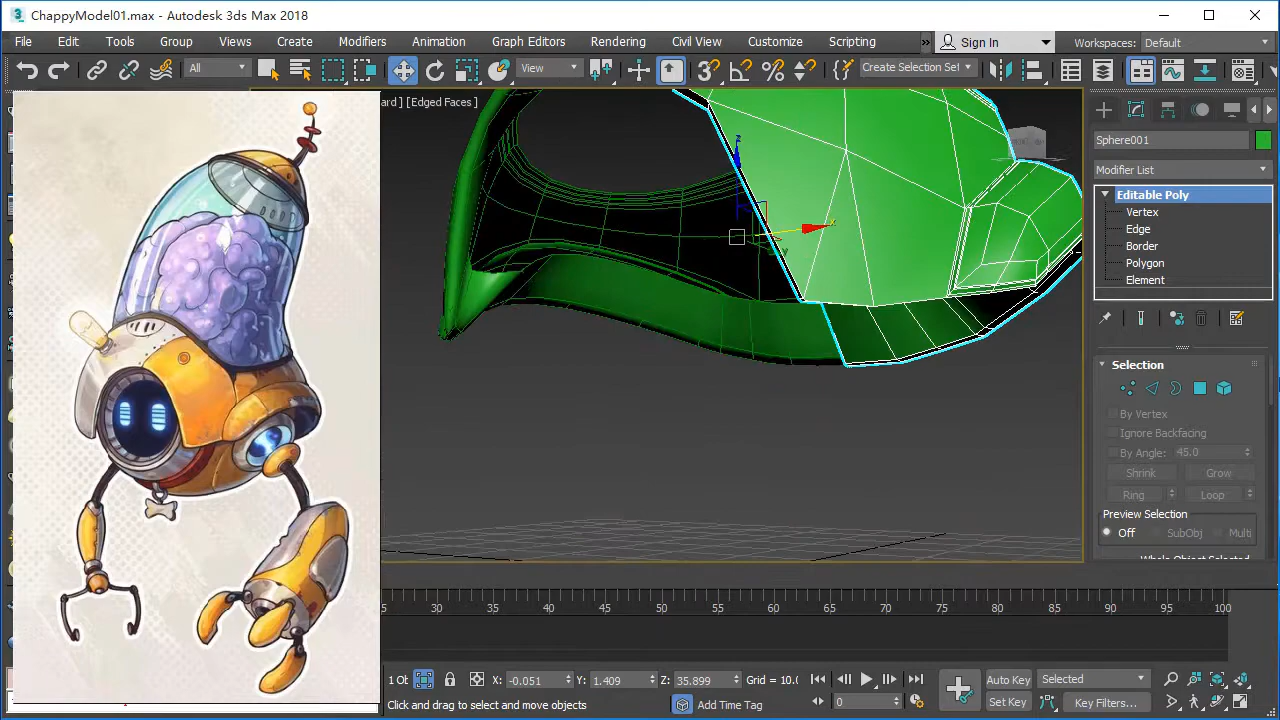 ChappyModel01.max - Autodesk 3ds Max 2018
File Edit Tools Group Views Create Modifiers Animation Graph Editors Rendering Civil View Customize Scripting » Sign In Workspaces: Default
All View Create Selection Set
ard ] [Edged Faces ]
Sphere001
Modifier List
Editable Poly
Vertex
Edge
Border
Polygon
Element
Selection
By Vertex
Ignore Backfacing
By Angle: 45.0
Shrink Grow
Ring Loop
Preview Selection
Off SubObj Multi
z
x
y
25 30 35 40 45 50 55 60 65 70 75 80 85 90 95 100
1 Ot X: -0.051 Y: 1.409 Z: 35.899 Grid = 10.0 Auto Key Selected
Click and drag to select and move objects Add Time Tag 0 Set Key Key Filters...